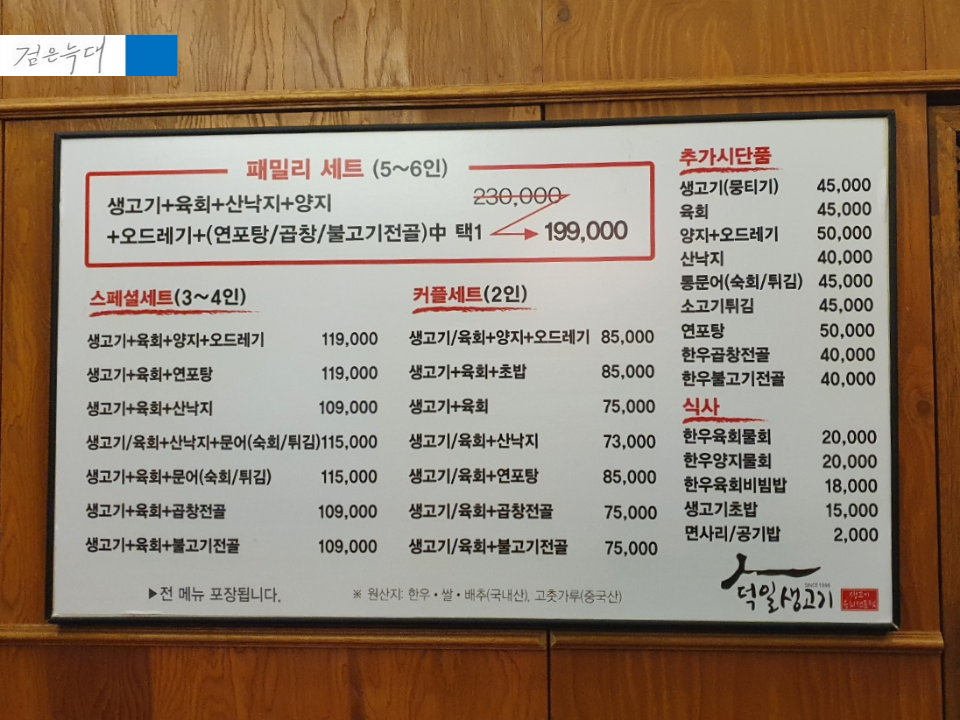 검은늑대
패밀리 세트 (5~6인)
생고기+육회+산낙지+양지
230,000
+오드레기+(연포탕/곱창/불고기전골)中 택1
199,000
스페셜세트(3~4인)
생고기+육회+양지+오드레기 119,000
생고기+육회+연포탕 119,000
생고기+육회+산낙지 109,000
생고기/육회+산낙지+문어(숙회/튀김)115,000
생고기+육회+문어(숙회/튀김) 115,000
생고기+육회+곱창전골 109,000
생고기+육회+불고기전골 109,000
커플세트(2인)
생고기/육회+양지+오드레기 85,000
생고기+육회+초밥 85,000
생고기+육회 75,000
생고기/육회+산낙지 73,000
생고기/육회+연포탕 85,000
생고기/육회+곱창전골 75,000
생고기/육회+불고기전골 75,000
추가시단품
생고기(뭉티기) 45,000
육회 45,000
양지+오드레기 50,000
산낙지 40,000
통문어(숙회/튀김) 45,000
소고기튀김 45,000
연포탕 50,000
한우곱창전골 40,000
한우불고기전골 40,000
식사
한우육회물회 20,000
한우양지물회 20,000
한우육회비빔밥 18,000
생고기초밥 15,000
면사리/공기밥 2,000
▶전 메뉴 포장됩니다.
※ 원산지: 한우•쌀•배추(국내산), 고춧가루(중국산)
덕일생고기